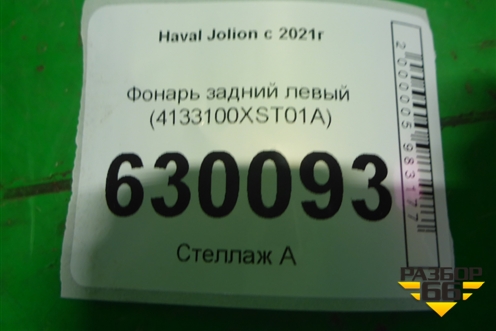 Haval Jolion с 2021г
Фонарь задний левый
(4133100XST01A)
630093
Стеллаж А
2000005983177
РАЗБОР
66